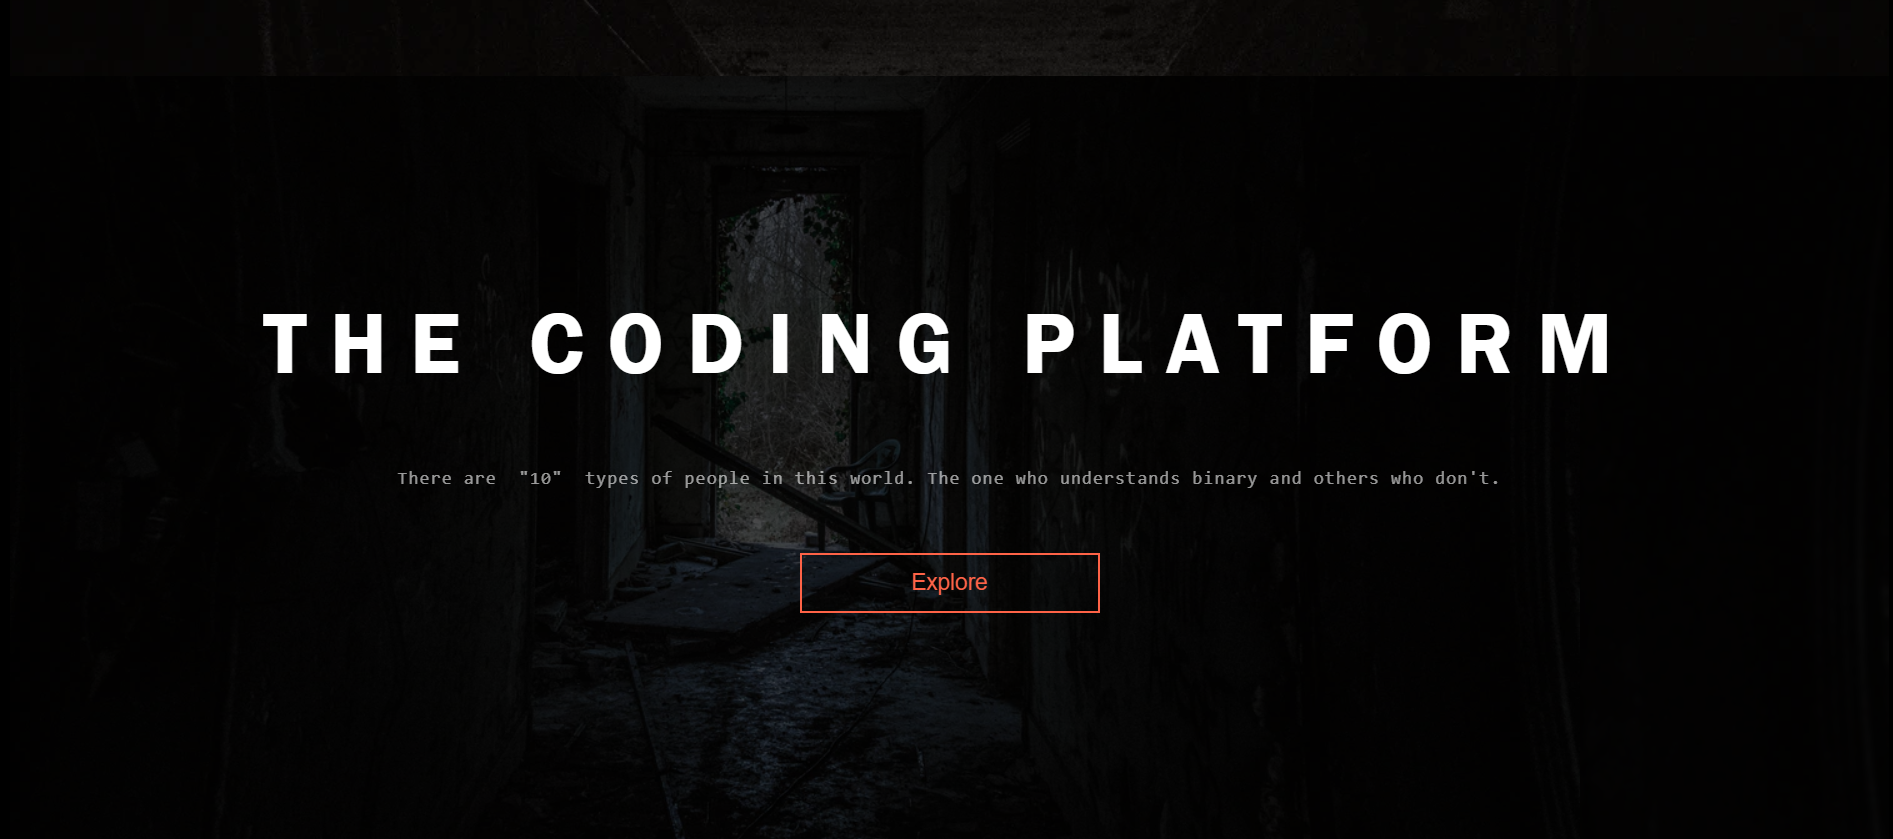 THE CODING PLATFORM
There are "10" types of people in this world. The one who understands binary and others who don't.
Explore